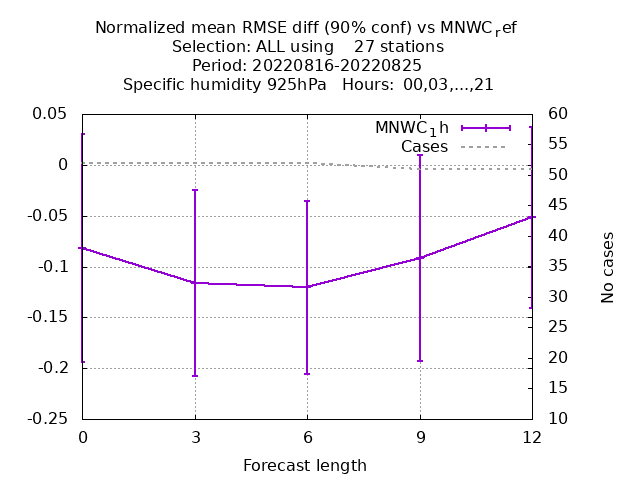 Normalized mean RMSE diff (90% conf) vs MNWC_ref
Selection: ALL using    27 stations
Period: 20220816-20220825
Specific humidity 925hPa   Hours: 00,03,...,21
MNWC_1h
Cases
0.05
0
-0.05
-0.1
-0.15
-0.2
-0.25
60
55
50
45
40
35
30
25
20
15
10
No cases
0
3
6
9
12
Forecast length